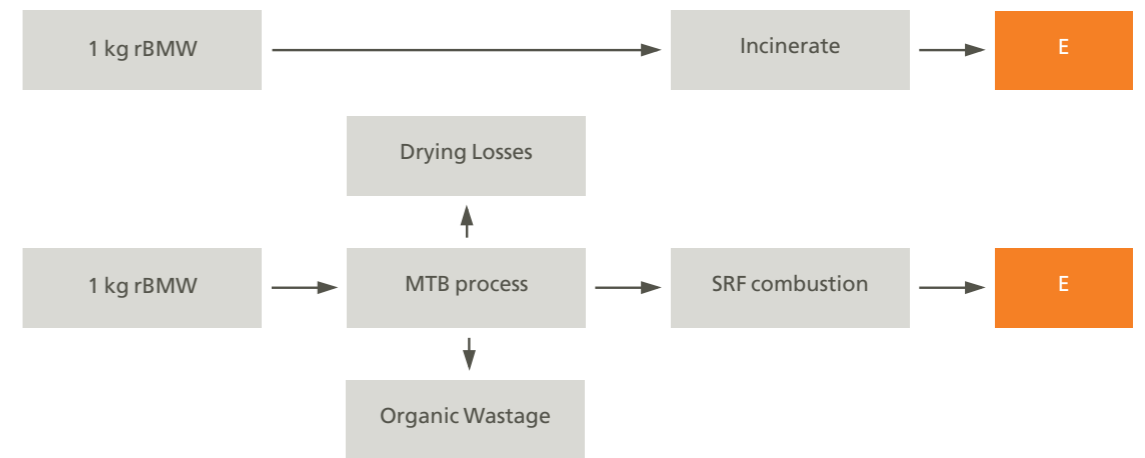 1 kg rBMW
Incinerate
E
Drying Losses
1 kg rBMW
MTB process
SRF combustion
E
Organic Wastage